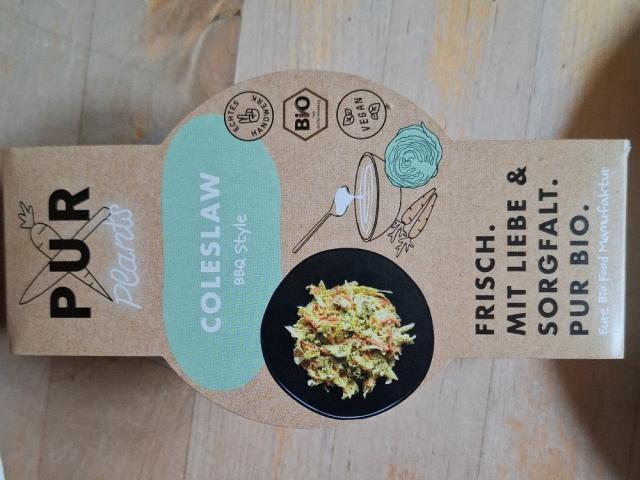 PUR
Plants
COLESLAW
BBQ Style
ECHTES
HANDWERK
BIO
VEGAN
FRISCH.
MIT LIEBE &
SORGFALT.
PUR BIO.
Eure Bio Food Manufaktur